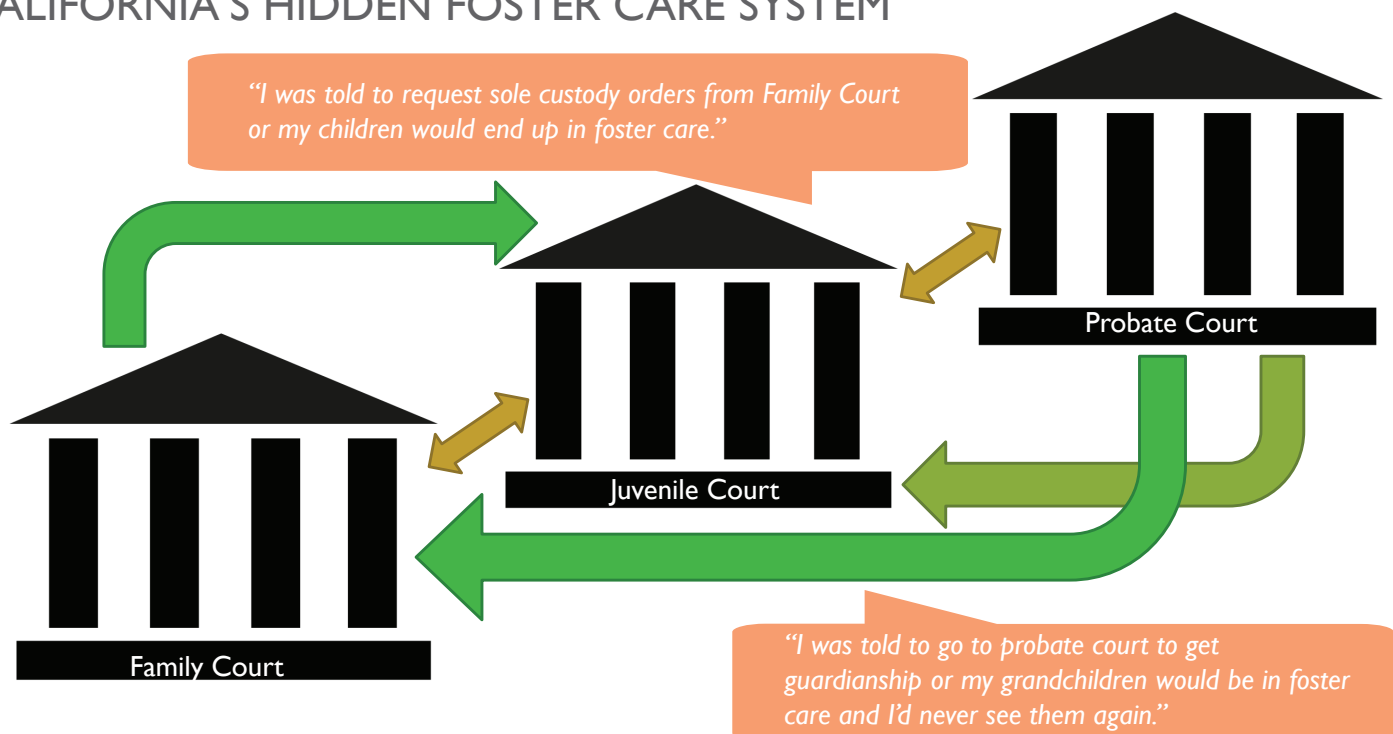 ALIFORNIA'S HIDDEN FOSTER CARE SYSTEM
“I was told to request sole custody orders from Family Court
or my children would end up in foster care.”
Probate Court
Juvenile Court
Family Court
“I was told to go to probate court to get
guardianship or my grandchildren would be in foster
care and I’d never see them again.”